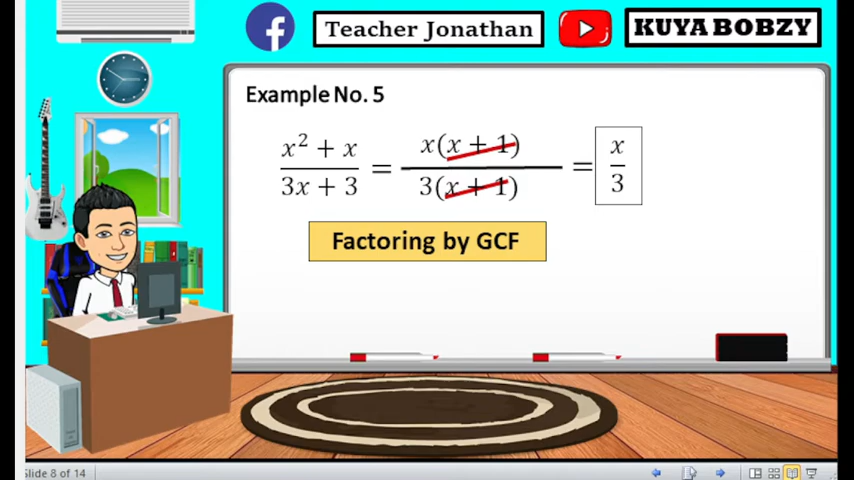 f Teacher Jonathan KUYA BOBZY
Example No. 5
x² + x / 3x + 3 = x(x + 1) / 3(x + 1) = x / 3
Factoring by GCF
Slide 8 of 14